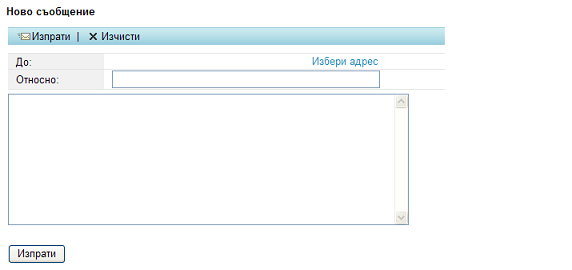 Ново съобщение
Изпрати | Изчисти
До: Избери адрес
Относно:
Изпрати